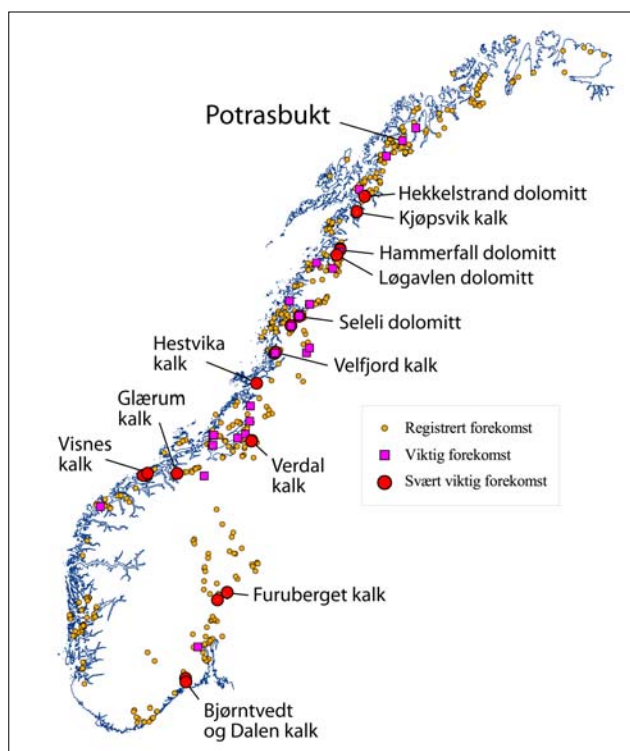 Potrasbukt
Hekkelstrand dolomitt
Kjøpsvik kalk
Hammerfall dolomitt
Løgavlen dolomitt
Seleli dolomitt
Hestvika
kalk
Velfjord kalk
Glærum
kalk
Visnes
kalk
Verdal
kalk
Registrert forekomst
Viktig forekomst
Svært viktig forekomst
Furuberget kalk
Bjørntvedt
og Dalen kalk